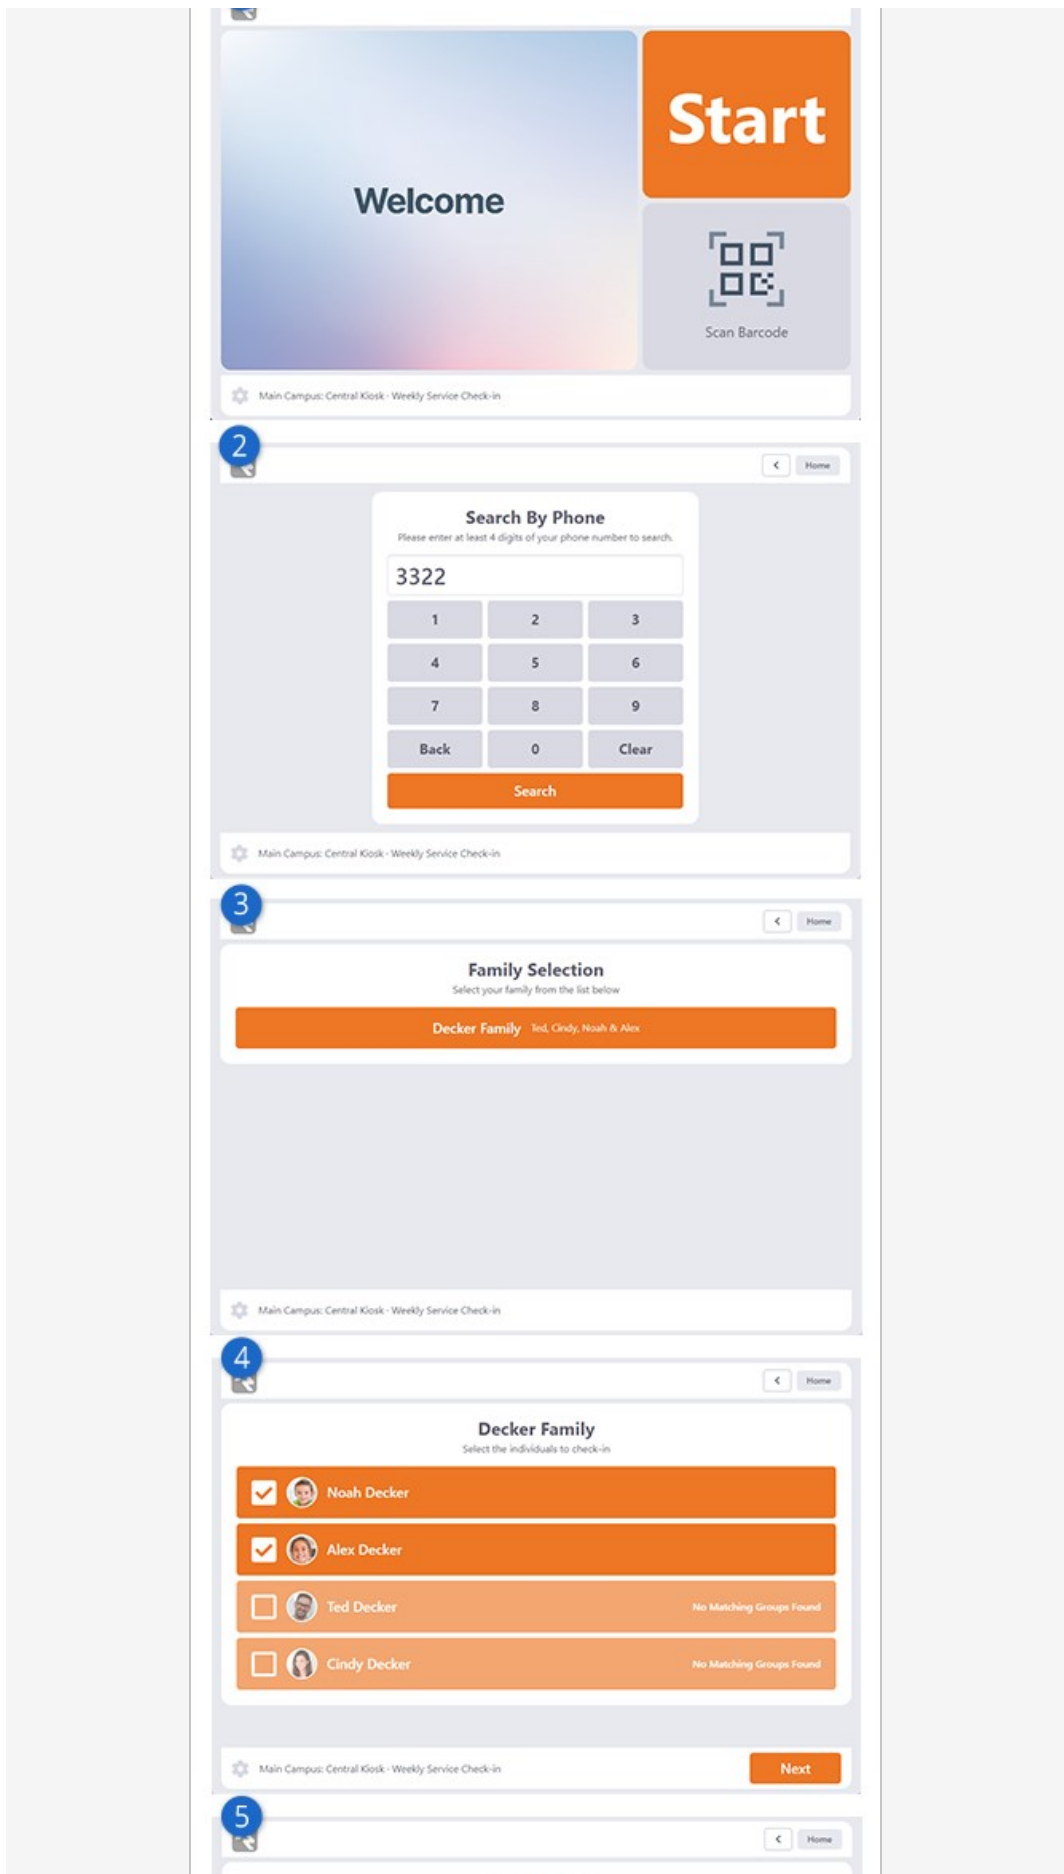 Start
Welcome
Scan Barcode
Main Campus: Central Kiosk - Weekly Service Check-in
2
< Home
Search By Phone
Please enter at least 4 digits of your phone number to search.
3322
1 2 3
4 5 6
7 8 9
Back 0 Clear
Search
Main Campus: Central Kiosk - Weekly Service Check-in
3
< Home
Family Selection
Select your family from the list below
Decker Family Ted, Cindy, Noah & Alex
Main Campus: Central Kiosk - Weekly Service Check-in
4
< Home
Decker Family
Select the individuals to check-in
Noah Decker
Alex Decker
Ted Decker No Matching Groups Found
Cindy Decker No Matching Groups Found
Main Campus: Central Kiosk - Weekly Service Check-in Next
5
< Home